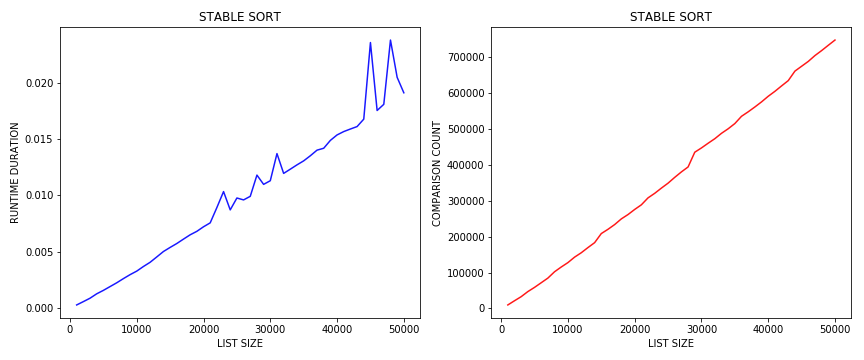 STABLE SORT
RUNTIME DURATION
0.020
0.015
0.010
0.005
0.000
0 10000 20000 30000 40000 50000
LIST SIZE
STABLE SORT
COMPARISON COUNT
700000
600000
500000
400000
300000
200000
100000
0
0 10000 20000 30000 40000 50000
LIST SIZE